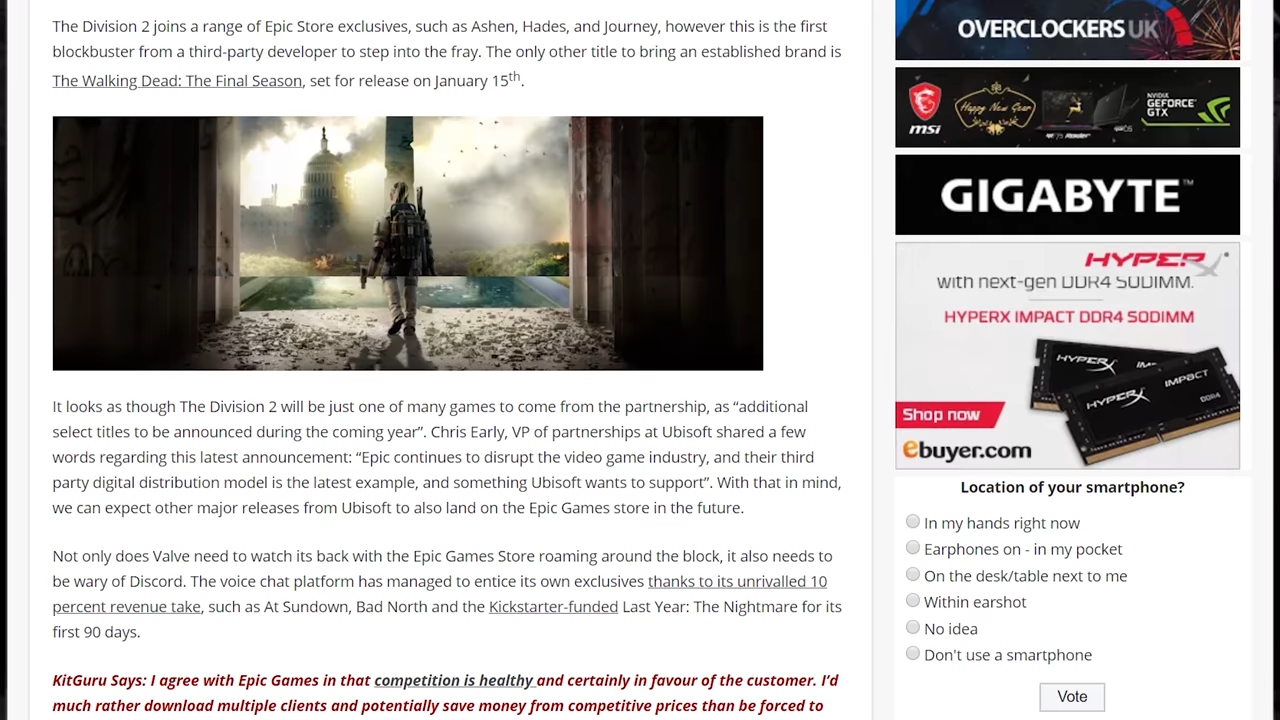 The Division 2 joins a range of Epic Store exclusives, such as Ashen, Hades, and Journey, however this is the first
blockbuster from a third-party developer to step into the fray. The only other title to bring an established brand is
The Walking Dead: The Final Season, set for release on January 15th.
It looks as though The Division 2 will be just one of many games to come from the partnership, as “additional
select titles to be announced during the coming year”. Chris Early, VP of partnerships at Ubisoft shared a few
words regarding this latest announcement: “Epic continues to disrupt the video game industry, and their third
party digital distribution model is the latest example, and something Ubisoft wants to support”. With that in mind,
we can expect other major releases from Ubisoft to also land on the Epic Games store in the future.
Not only does Valve need to watch its back with the Epic Games Store roaming around the block, it also needs to
be wary of Discord. The voice chat platform has managed to entice its own exclusives thanks to its unrivalled 10
percent revenue take, such as At Sundown, Bad North and the Kickstarter-funded Last Year: The Nightmare for its
first 90 days.
KitGuru Says: I agree with Epic Games in that competition is healthy and certainly in favour of the customer. I’d
much rather download multiple clients and potentially save money from competitive prices than be forced to
OVERCLOCKERS UK
msi
Happy New Year
NVIDIA
GEFORCE
GTX
GIGABYTE™
HYPERX
with next-gen DDR4 SODIMM.
HYPERX IMPACT DDR4 SODIMM
HYPERX
HYPERX IMPACT
DDR4
Shop now
ebuyer.com
Location of your smartphone?
In my hands right now
Earphones on - in my pocket
On the desk/table next to me
Within earshot
No idea
Don't use a smartphone
Vote